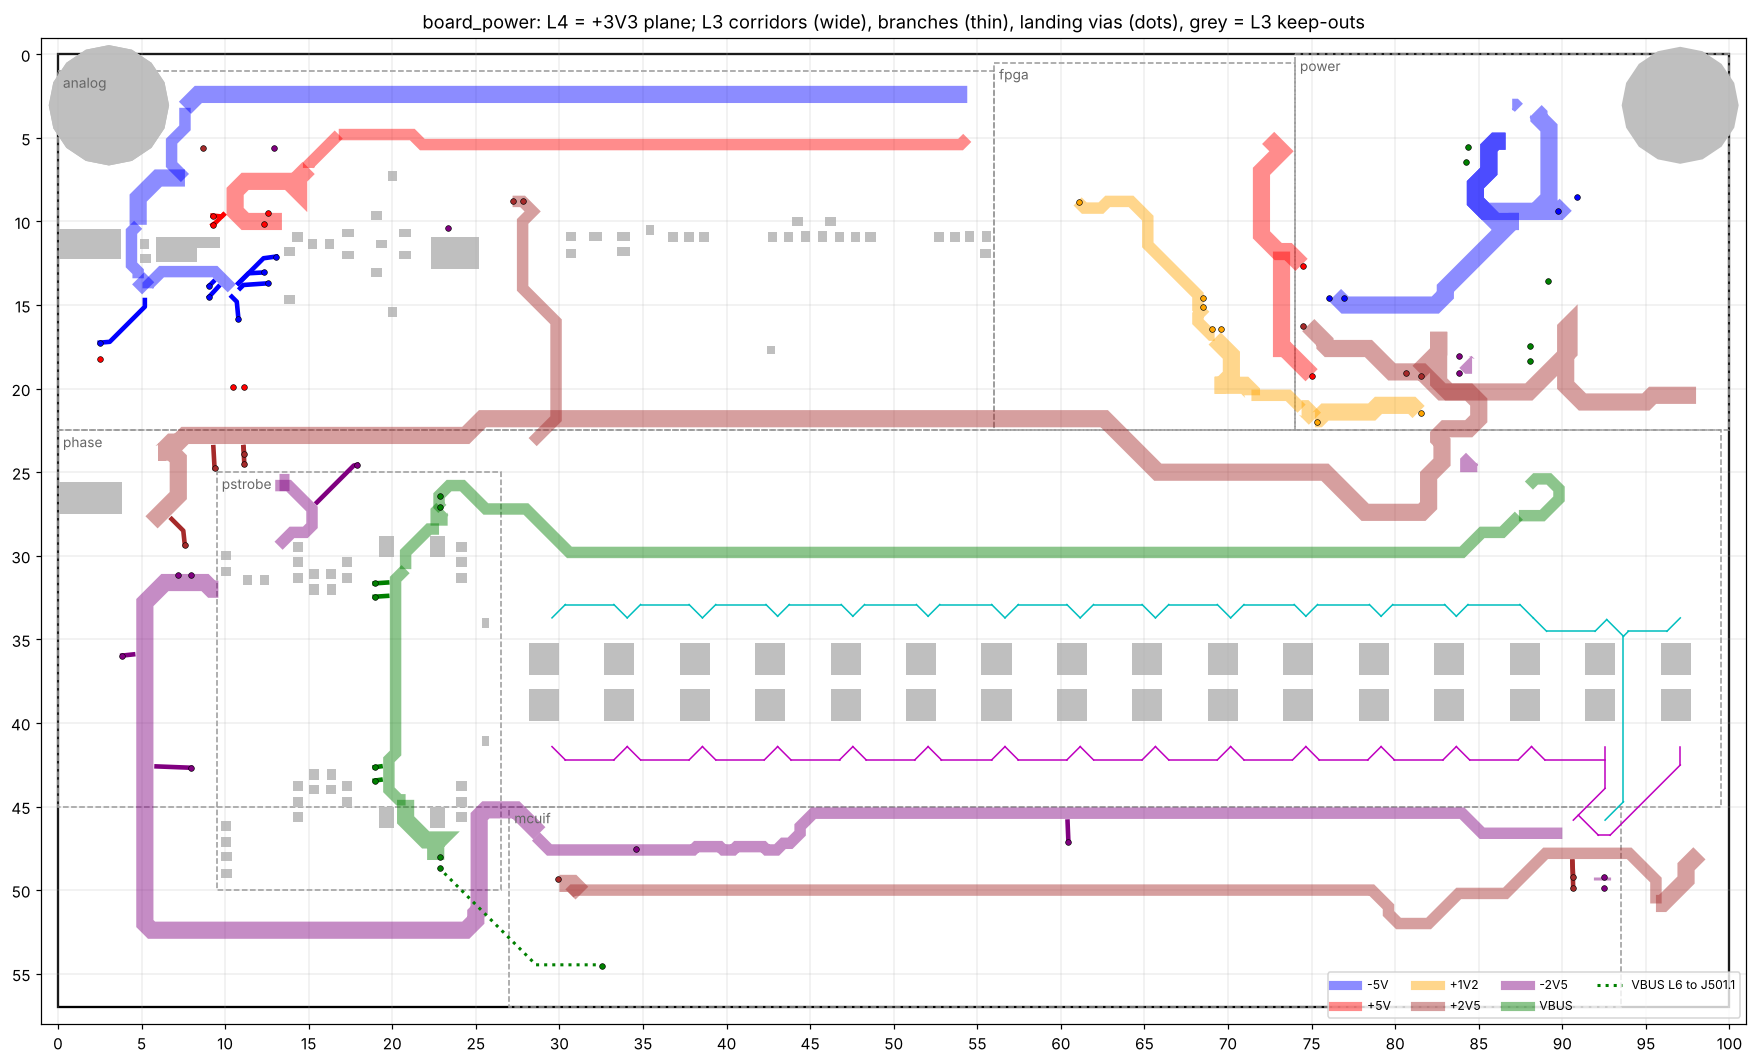 board_power: L4 = +3V3 plane; L3 corridors (wide), branches (thin), landing vias (dots), grey = L3 keep-outs
analog
fpga
power
phase
pstrobe
mcuif
0
5
10
15
20
25
30
35
40
45
50
55
-5V
+1V2
-2V5
VBUS L6 to J501.1
+5V
+2V5
VBUS
0
5
10
15
20
25
30
35
40
45
50
55
60
65
70
75
80
85
90
95
100